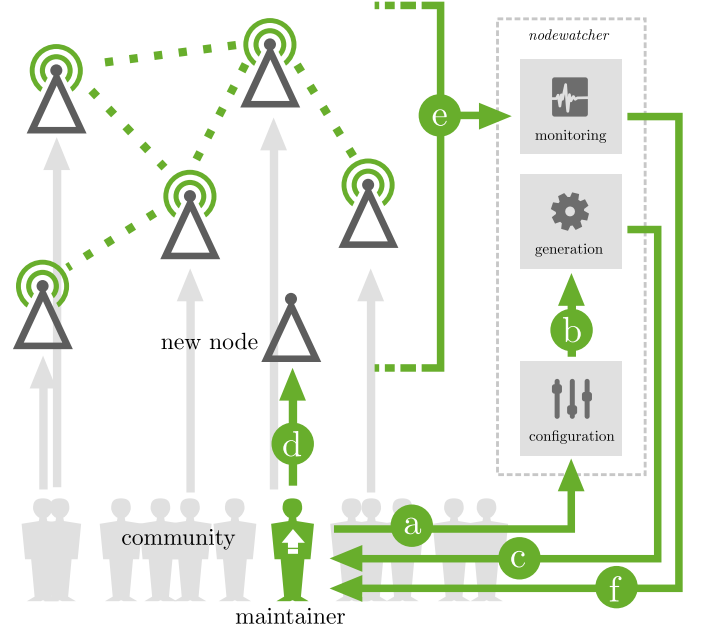 nodewatcher
e
monitoring
generation
b
new node
d
configuration
a
community
c
f
maintainer